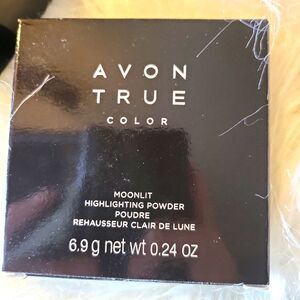 AVON
TRUE
COLOR
MOONLIT
HIGHLIGHTING POWDER
POUDRE
REHAUSSEUR CLAIR DE LUNE
6.9 g net wt 0.24 oz